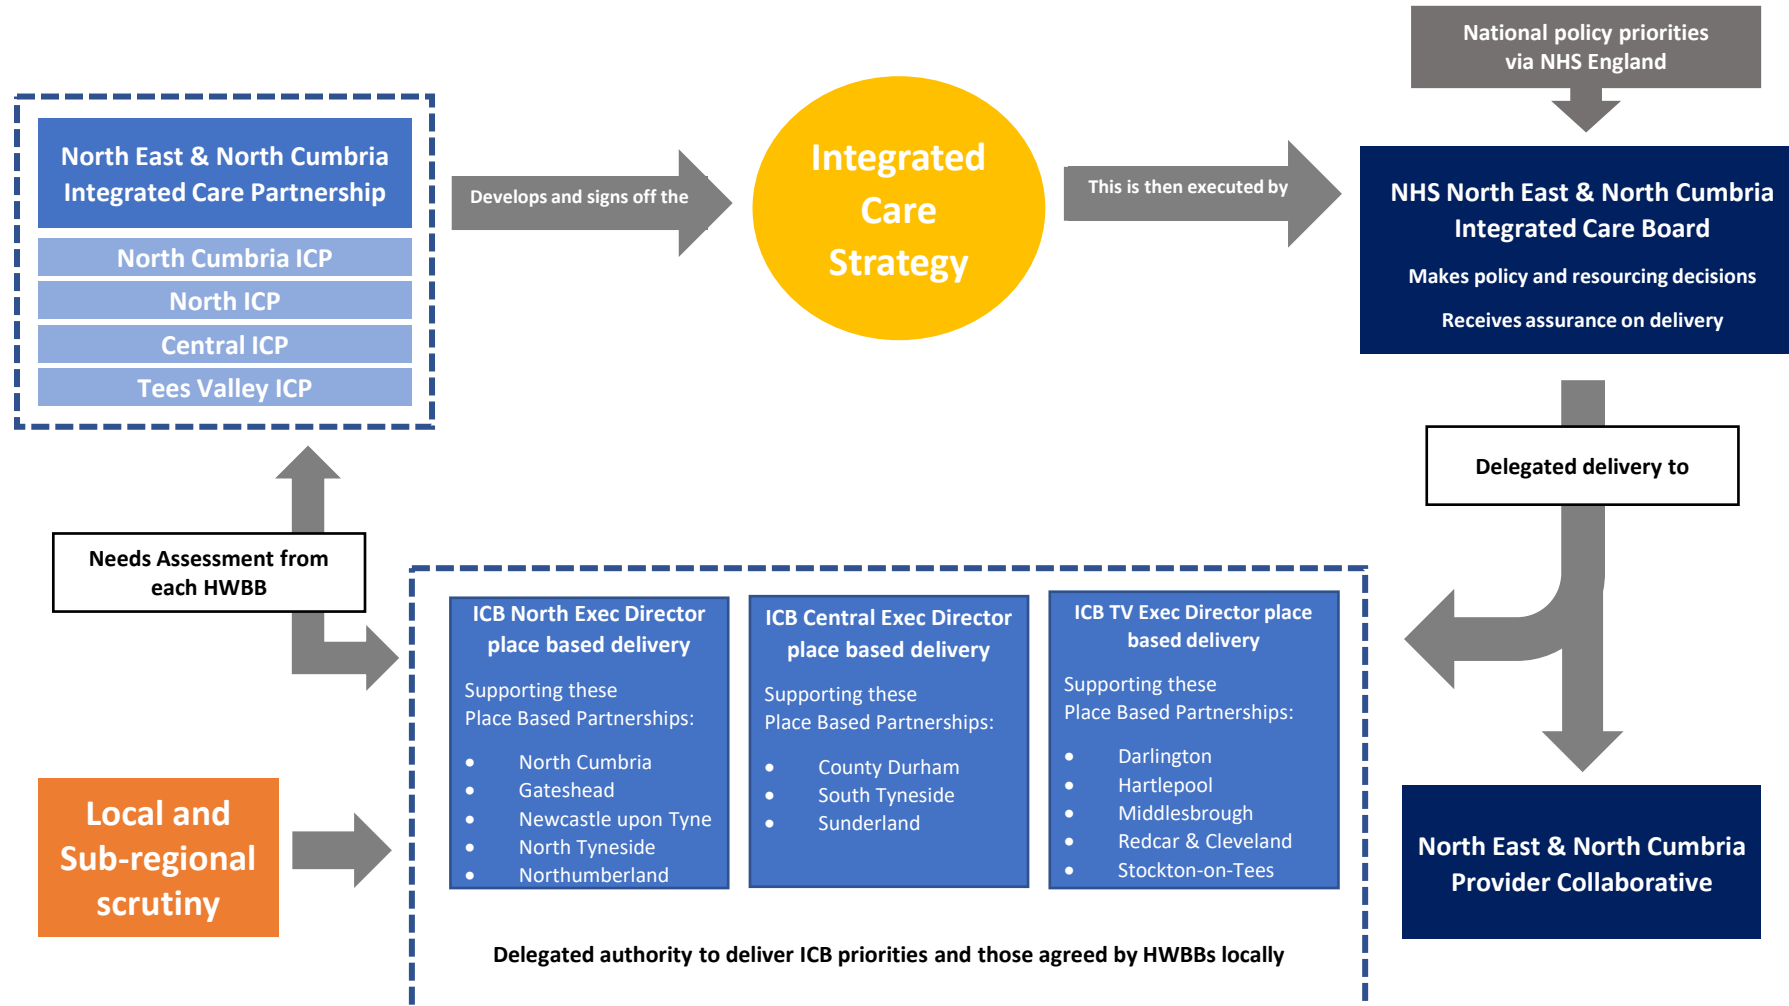 National policy priorities
via NHS England
North East & North Cumbria
Integrated Care Partnership
North Cumbria ICP
North ICP
Central ICP
Tees Valley ICP
Develops and signs off the
Integrated
Care
Strategy
This is then executed by
NHS North East & North Cumbria
Integrated Care Board
Makes policy and resourcing decisions
Receives assurance on delivery
Delegated delivery to
Needs Assessment from
each HWBB
Local and
Sub-regional
scrutiny
ICB North Exec Director
place based delivery
Supporting these
Place Based Partnerships:
• North Cumbria
• Gateshead
• Newcastle upon Tyne
• North Tyneside
• Northumberland
ICB Central Exec Director
place based delivery
Supporting these
Place Based Partnerships:
• County Durham
• South Tyneside
• Sunderland
ICB TV Exec Director place
based delivery
Supporting these
Place Based Partnerships:
• Darlington
• Hartlepool
• Middlesbrough
• Redcar & Cleveland
• Stockton-on-Tees
Delegated authority to deliver ICB priorities and those agreed by HWBBs locally
North East & North Cumbria
Provider Collaborative